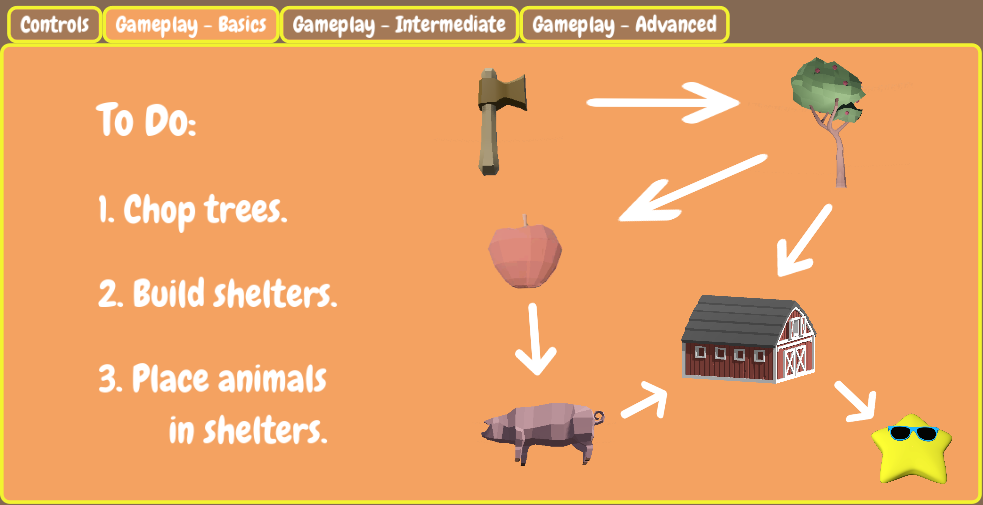 Controls
Gameplay - Basics
Gameplay - Intermediate
Gameplay - Advanced
To Do:
1. Chop trees.
2. Build shelters.
3. Place animals
in shelters.